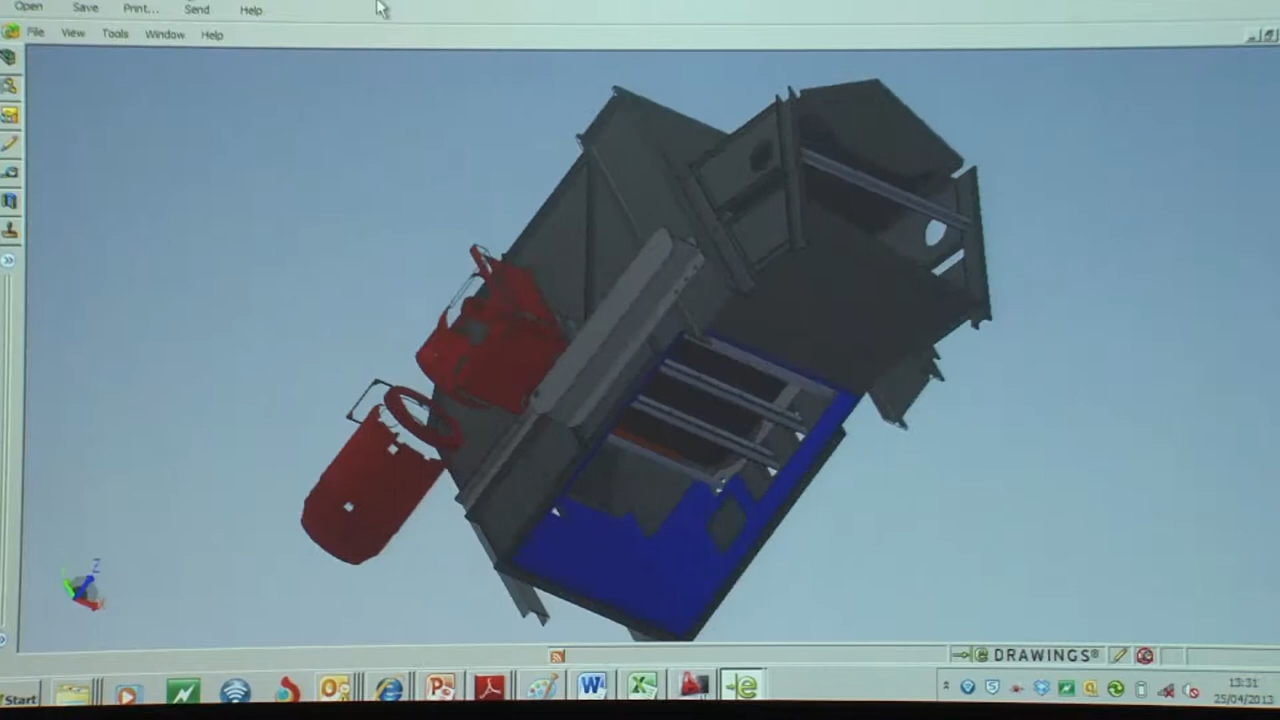 Open Save Print... Send Help
File View Tools Window Help
Z
e DRAWINGS®
Start
13:31
25/04/2013